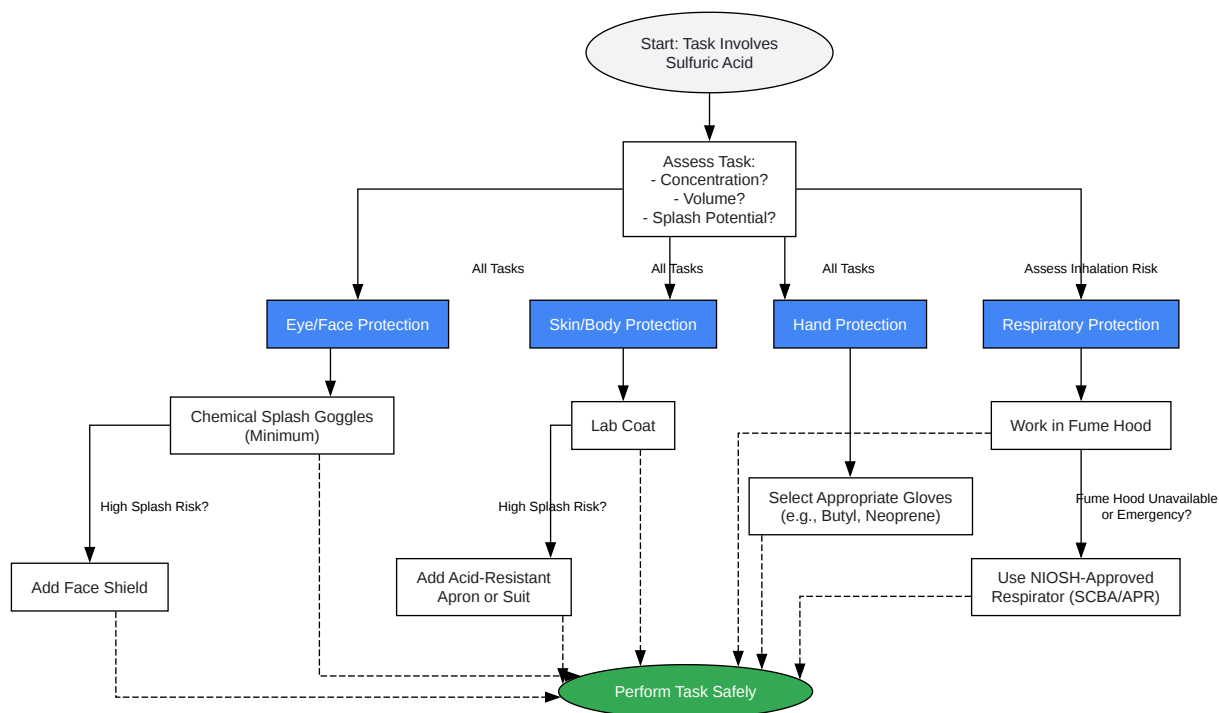 Start: Task Involves
Sulfuric Acid
Assess Task:
- Concentration?
- Volume?
- Splash Potential?
All Tasks
All Tasks
All Tasks
Assess Inhalation Risk
Eye/Face Protection
Skin/Body Protection
Hand Protection
Respiratory Protection
Chemical Splash Goggles
(Minimum)
Lab Coat
Work in Fume Hood
High Splash Risk?
High Splash Risk?
Select Appropriate Gloves
(e.g., Butyl, Neoprene)
Fume Hood Unavailable
or Emergency?
Add Face Shield
Add Acid-Resistant
Apron or Suit
Use NIOSH-Approved
Respirator (SCBA/APR)
Perform Task Safely